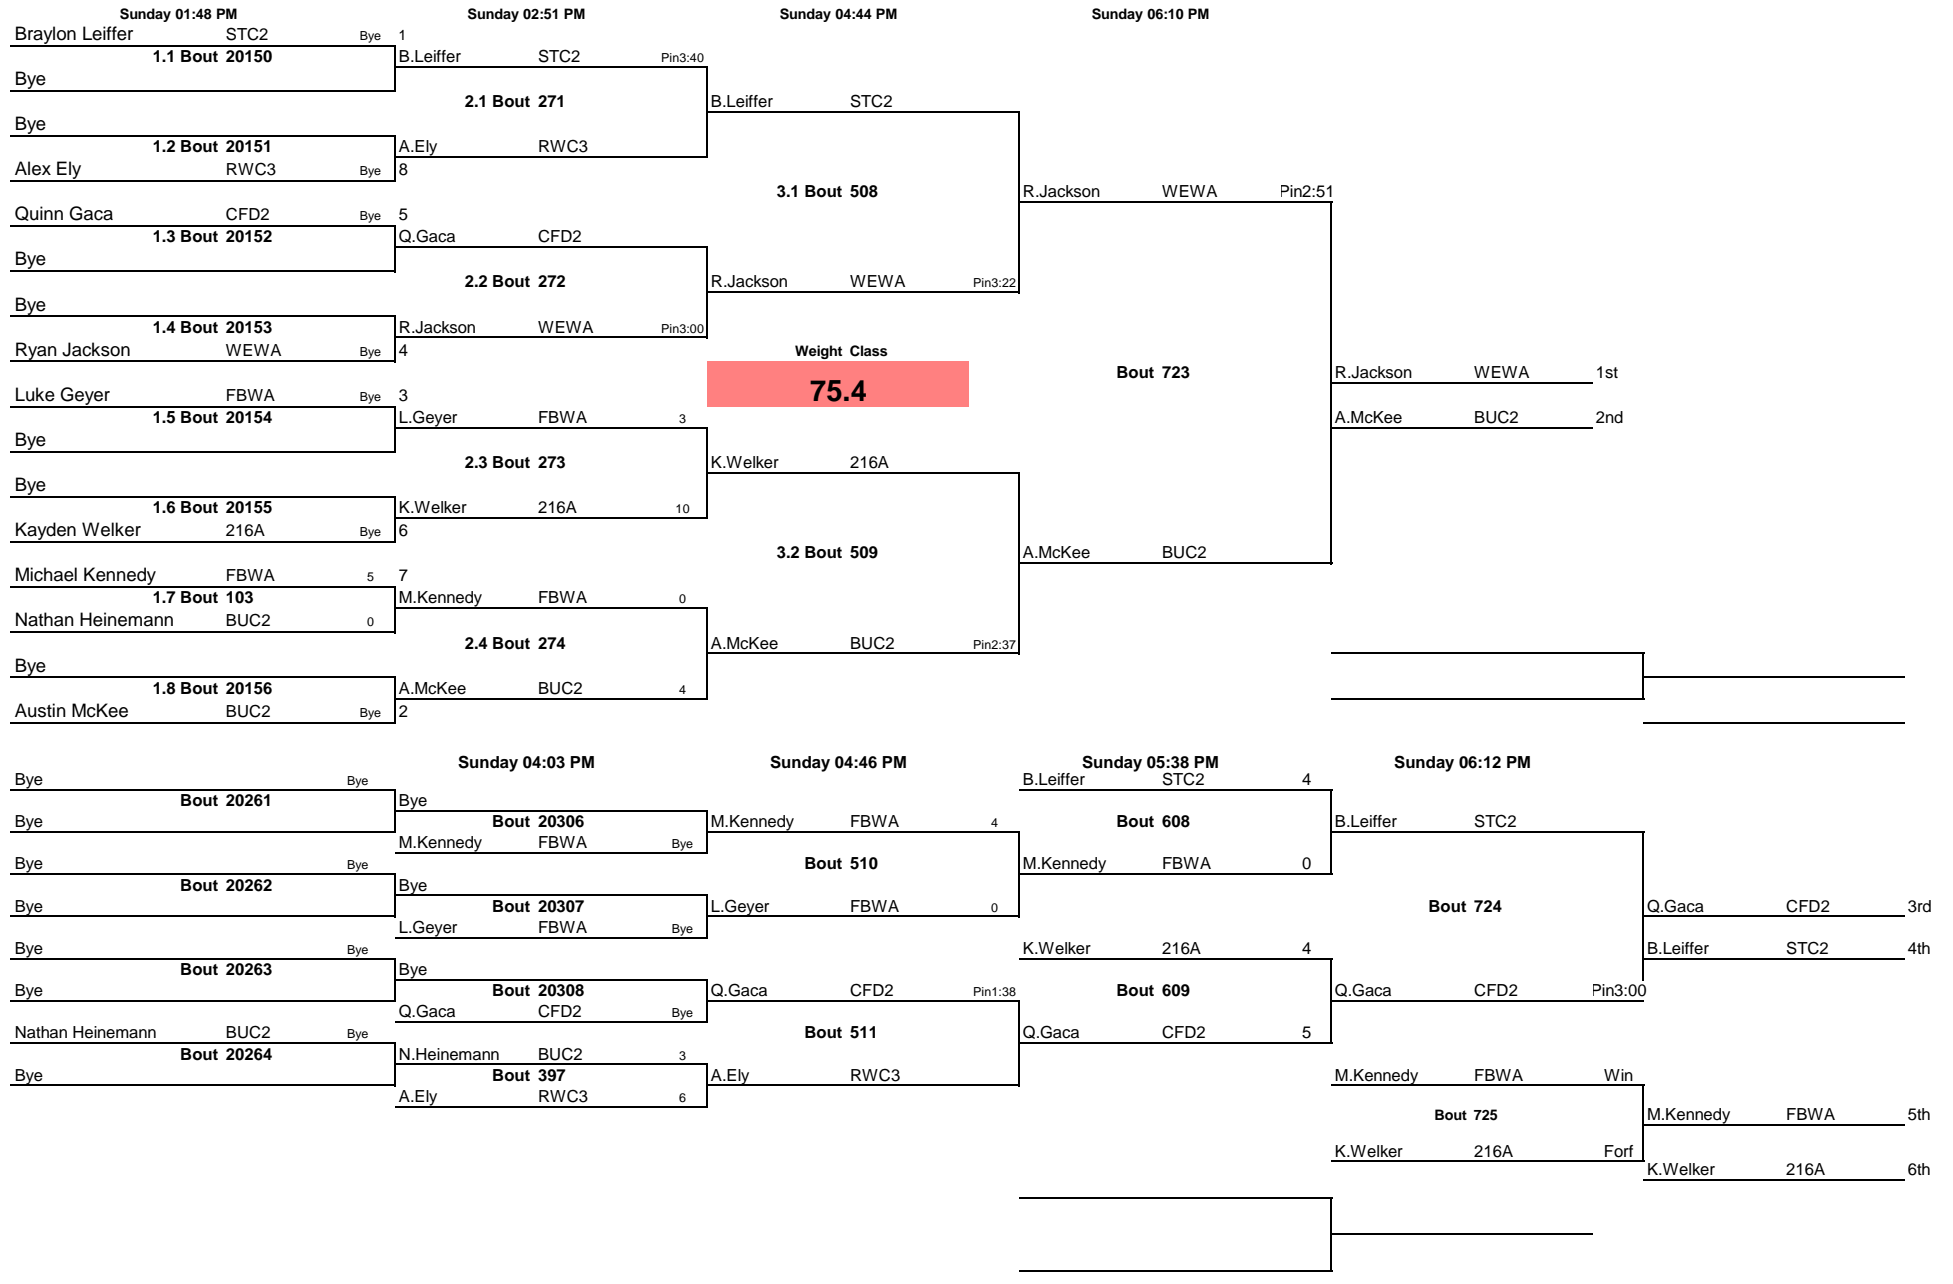 Sunday 01:48 PM Sunday 02:51 PM Sunday 04:44 PM Sunday 06:10 PM
Braylon Leiffer STC2 Bye 1
1.1 Bout 20150 B.Leiffer STC2 Pin3:40
Bye
2.1 Bout 271 B.Leiffer STC2
Bye
1.2 Bout 20151 A.Ely RWC3
Alex Ely RWC3 Bye 8
3.1 Bout 508 R.Jackson WEWA Pin2:51
Quinn Gaca CFD2 Bye 5
1.3 Bout 20152 Q.Gaca CFD2
Bye
2.2 Bout 272 R.Jackson WEWA Pin3:22
Bye
1.4 Bout 20153 R.Jackson WEWA Pin3:00
Ryan Jackson WEWA Bye 4 Weight Class
Bout 723 R.Jackson WEWA 1st
Luke Geyer FBWA Bye 3 75.4
1.5 Bout 20154 L.Geyer FBWA 3 A.McKee BUC2 2nd
Bye
2.3 Bout 273 K.Welker 216A
Bye
1.6 Bout 20155 K.Welker 216A 10
Kayden Welker 216A Bye 6
3.2 Bout 509 A.McKee BUC2
Michael Kennedy FBWA 5 7
1.7 Bout 103 M.Kennedy FBWA 0
Nathan Heinemann BUC2 0
2.4 Bout 274 A.McKee BUC2 Pin2:37
Bye
1.8 Bout 20156 A.McKee BUC2 4
Austin McKee BUC2 Bye 2
Sunday 04:03 PM Sunday 04:46 PM Sunday 05:38 PM Sunday 06:12 PM
Bye Bye B.Leiffer STC2 4
Bout 20261 Bye
Bye Bout 20306 M.Kennedy FBWA 4 Bout 608 B.Leiffer STC2
M.Kennedy FBWA Bye
Bye Bye Bout 510 M.Kennedy FBWA 0
Bout 20262 Bye
Bye Bout 20307 L.Geyer FBWA 0 Bout 724 Q.Gaca CFD2 3rd
L.Geyer FBWA Bye
Bye Bye K.Welker 216A 4 B.Leiffer STC2 4th
Bout 20263 Bye
Bye Bout 20308 Q.Gaca CFD2 Pin1:38 Bout 609 Q.Gaca CFD2 Pin3:00
Q.Gaca CFD2 Bye
Nathan Heinemann BUC2 Bye Bout 511 Q.Gaca CFD2 5
Bout 20264 N.Heinemann BUC2 3
Bye Bout 397 A.Ely RWC3 M.Kennedy FBWA Win
A.Ely RWC3 6
Bout 725 M.Kennedy FBWA 5th
K.Welker 216A Forf
K.Welker 216A 6th